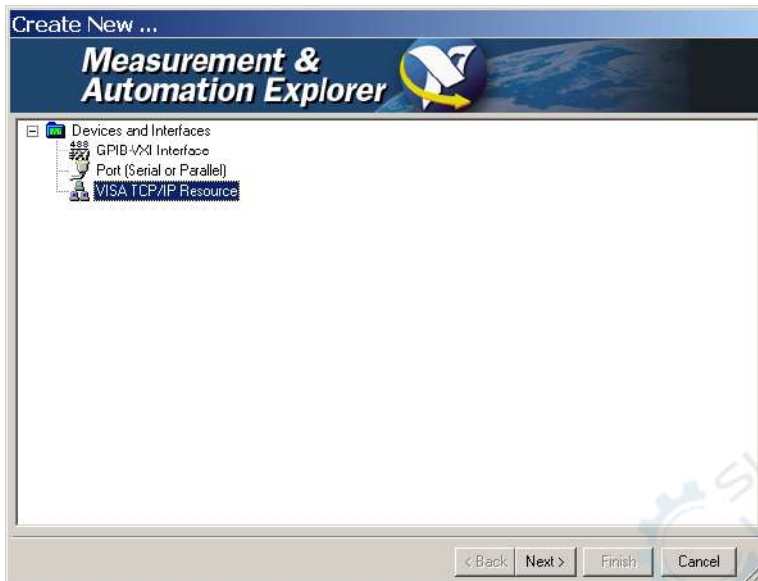 Create New ...
Measurement &
Automation Explorer
Devices and Interfaces
GPIB-VXI Interface
Port (Serial or Parallel)
VISA TCP/IP Resource
< Back Next > Finish Cancel